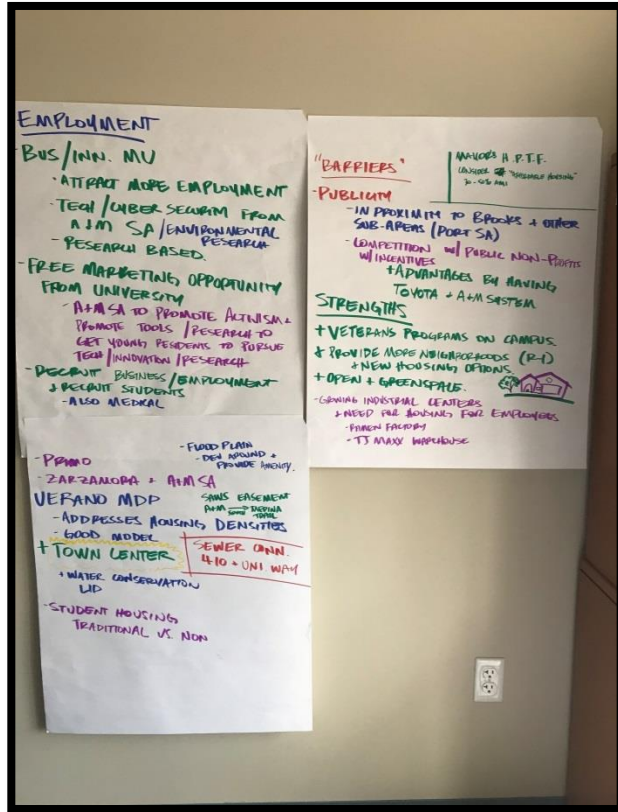 EMPLOYMENT
BUS/INN. MU
• ATTRACT MORE EMPLOYMENT
- TECH/CYBER SECURITY FROM
A&M SA/ENVIRONMENTAL
RESEARCH
- RESEARCH BASED.
- FREE MARKETING OPPORTUNITY
FROM UNIVERSITY
- A+M SA TO PROMOTE
PROMOTE TOOLS / RESEARCH TO
GET YOUNG RESIDENTS TO PURSUE
TECH/INNOVATION/RESEARCH
- RECRUIT BUSINESS/EMPLOYMENT
+ RECRUIT STUDENTS
- ALSO MEDICAL
"BARRIERS"
MAYOR'S H.P.T.F.
CONSIDER HOUSING"
- PUBLICITY
- IN PROXIMITY TO BROOKS + OTHER
SUB-AREAS (PORT SA)
- COMPETITION W/ PUBLIC NON-PROFITS
W/INCENTIVES
+ ADVANTAGES BY HAVING
TOYOTA + A+M SYSTEM
STRENGTHS
+ VETERANS PROGRAMS ON CAMPUS.
+ PROVIDE MORE NEIGHBORHOODS (R-1)
+ NEW HOUSING OPTIONS.
+ OPEN + GREENSPACE.
- GROWING INDUSTRIAL CENTERS
+ NEED FOR HOUSING FOR EMPLOYEES
- RAMEN FACTORY
- TJ MAXX WAREHOUSE
- FLOOD PLAIN
- DEV AROUND +
PROVIDE AMENITY.
- PRIMO
- ZARZAMORA + A+M SA
VERANO MDP
SAWS EASEMENT
A+M → MEDINA
TRAIL
- ADDRESSES HOUSING DENSITIES
- GOOD MODEL
+ TOWN CENTER
SEWER CONN.
410 + UNI WAY
+ WATER CONSERVATION
LID
- STUDENT HOUSING
TRADITIONAL VS. NON